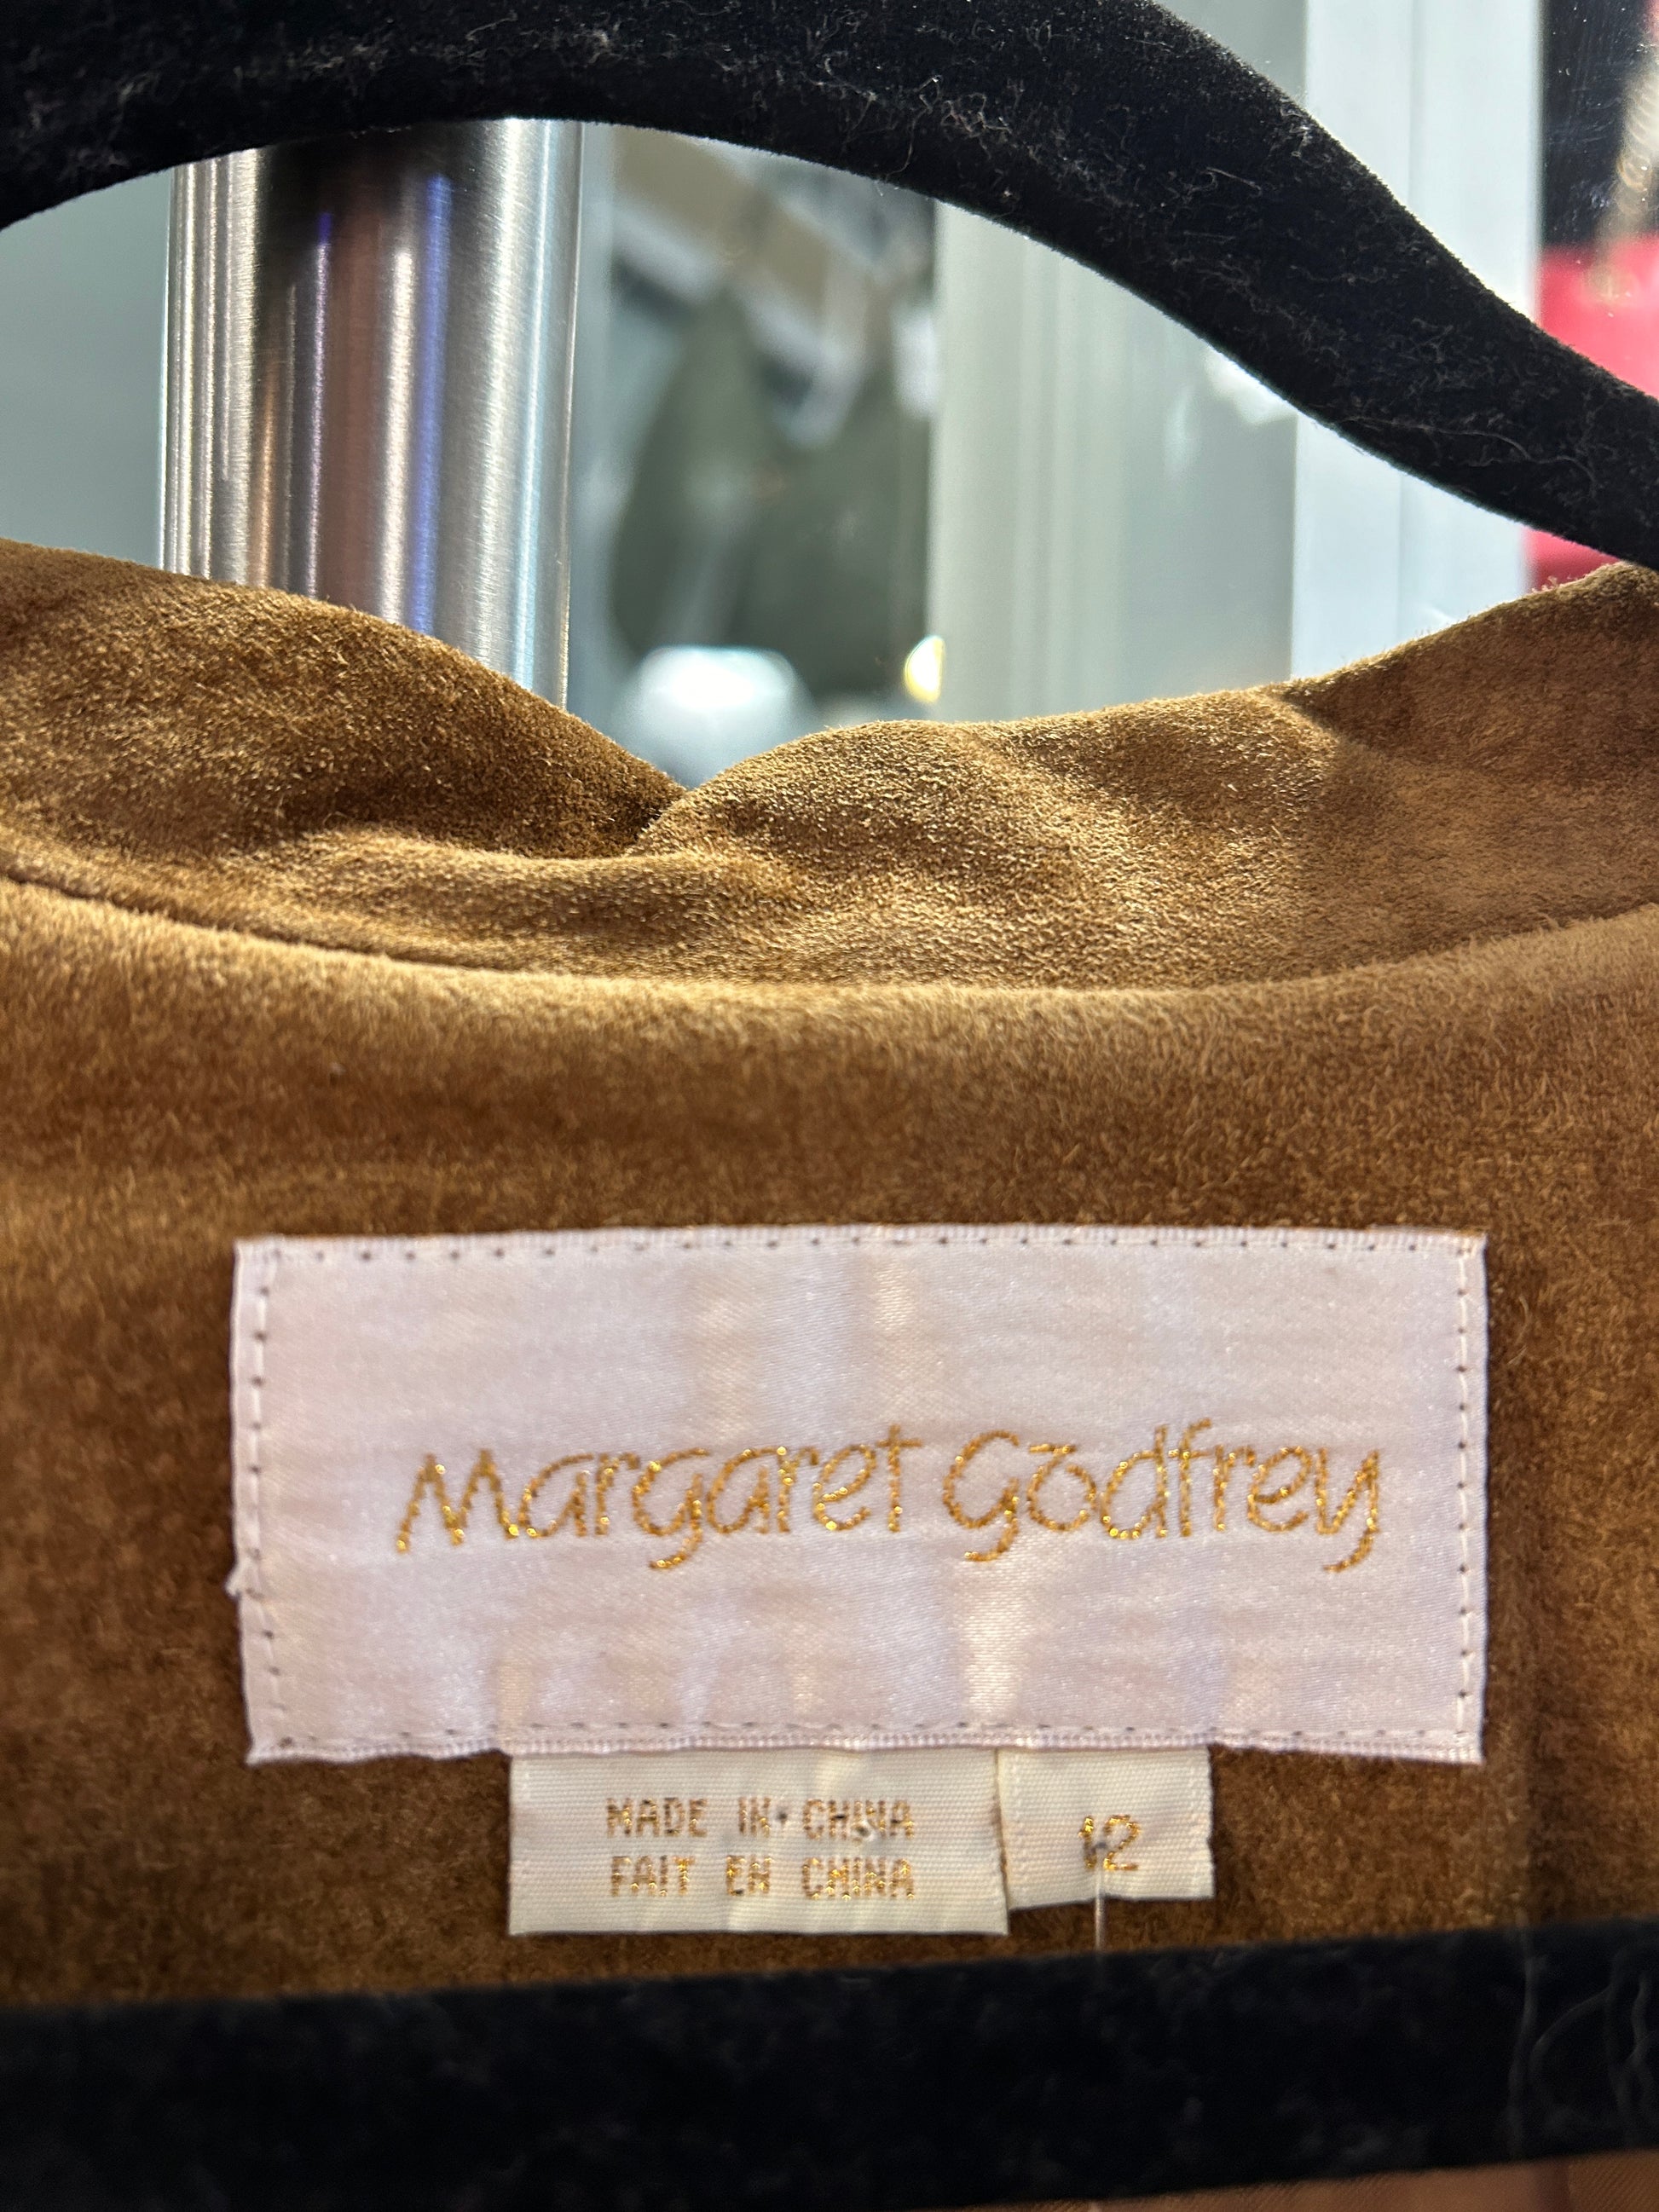 Margaret Godfrey
MADE IN CHINA
FAIT EN CHINA
12